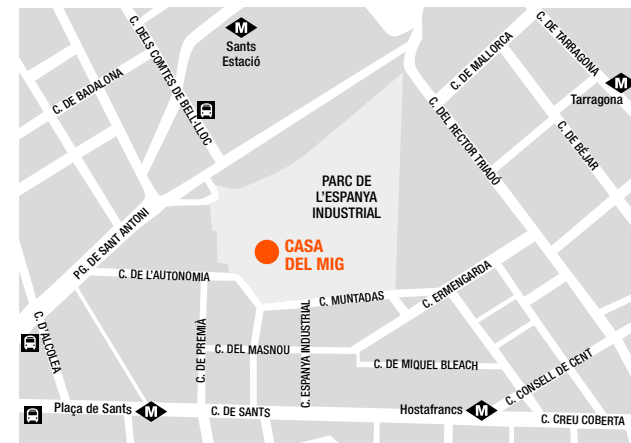 M
Sants
Estació
C. DELS COMTES DE BELL·LLOC
C. DE BADALONA
C. DE MALLORCA
C. DE TARRAGONA
M
Tarragona
C. DE BÉJAR
C. DEL RECTOR TRIADÓ
PARC DE
L'ESPANYA
INDUSTRIAL
PG. DE SANT ANTONI
CASA
DEL MIG
C. DE L'AUTONOMIA
C. MUNTADAS
C. ERMENGARDA
C. D'ALCOLEA
C. DE PREMIÀ
C. DEL MASNOU
C. ESPANYA INDUSTRIAL
C. DE MIQUEL BLEACH
C. CONSELL DE CENT
Plaça de Sants M
C. DE SANTS
Hostafrancs M
C. CREU COBERTA